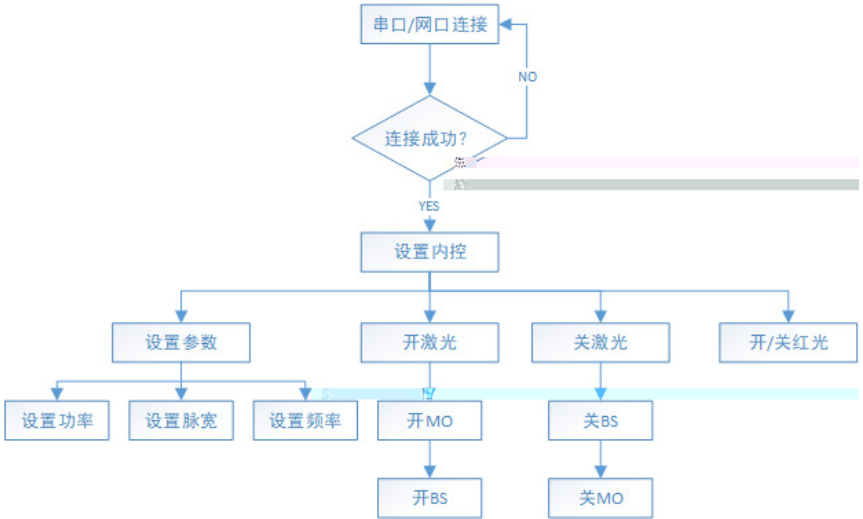 串口/网口连接
NO
连接成功?
YES
设置内控
设置参数
开激光
关激光
开/关红光
设置功率
设置脉宽
设置频率
开MO
关BS
开BS
关MO